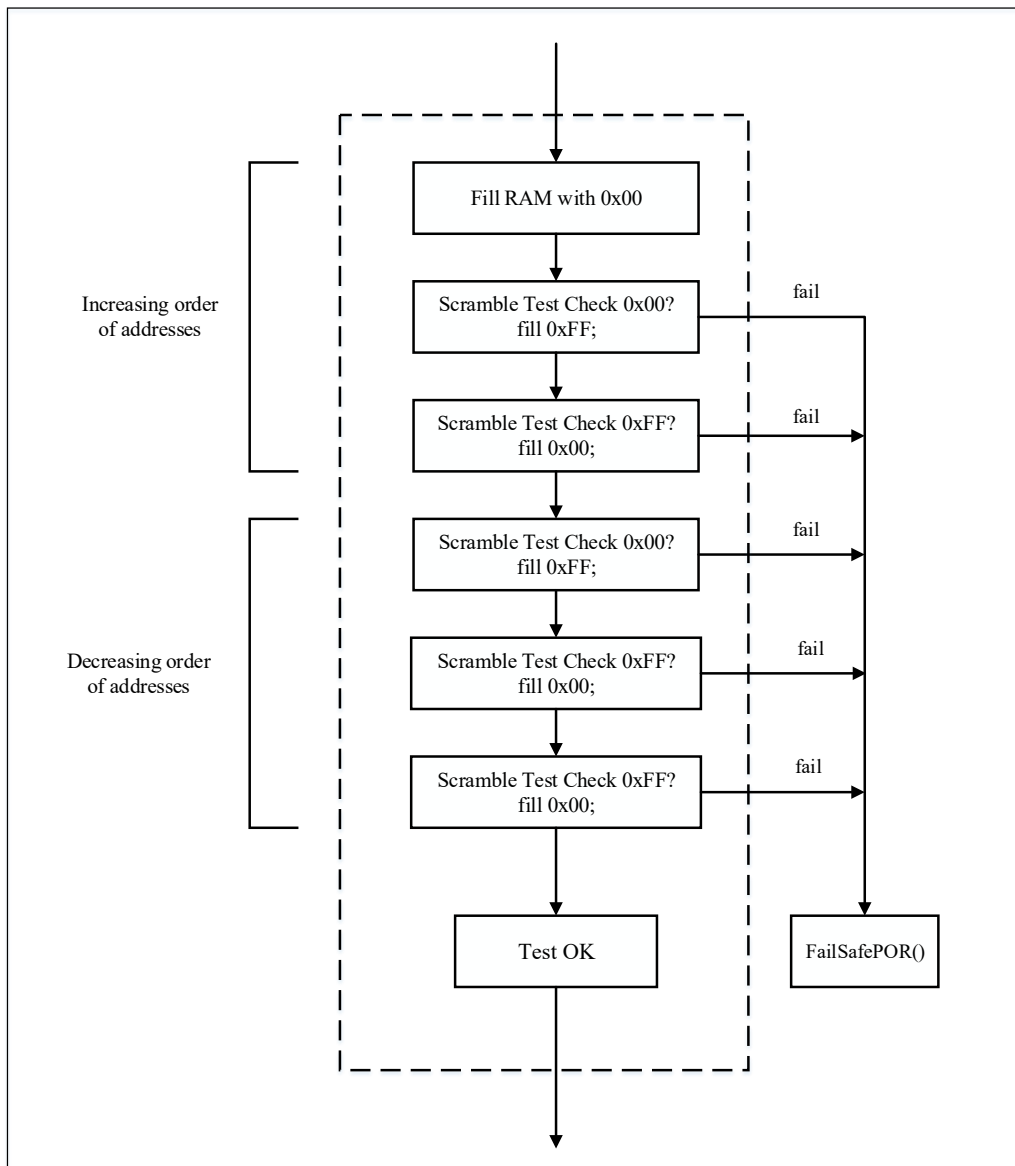 Fill RAM with 0x00
Increasing order
of addresses
Scramble Test Check 0x00?
fill 0xFF;
fail
Scramble Test Check 0xFF?
fill 0x00;
fail
Scramble Test Check 0x00?
fill 0xFF;
fail
Decreasing order
of addresses
Scramble Test Check 0xFF?
fill 0x00;
fail
Scramble Test Check 0xFF?
fill 0x00;
fail
Test OK
FailSafePOR()